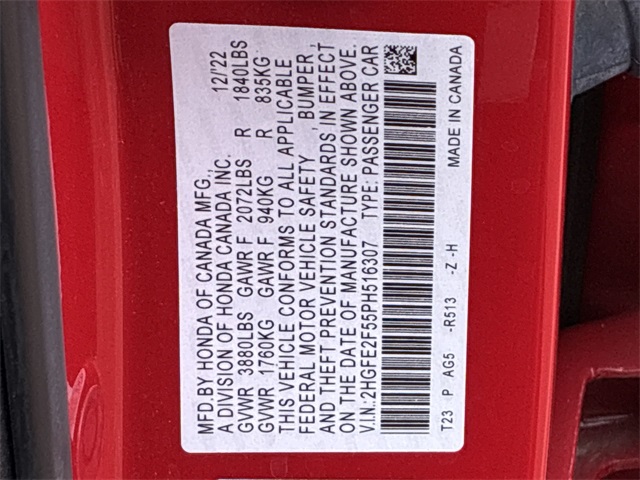 MFD.BY HONDA OF CANADA MFG.,
A DIVISION OF HONDA CANADA INC. 12/'22
GVWR 3880LBS GAWR F 2072LBS R 1840LBS
GVWR 1760KG GAWR F 940KG R 835KG
THIS VEHICLE CONFORMS TO ALL APPLICABLE
FEDERAL MOTOR VEHICLE SAFETY, BUMPER,
AND THEFT PREVENTION STANDARDS, IN EFFECT
ON THE DATE OF MANUFACTURE SHOWN ABOVE.
V.I.N.:2HGFE2F55PH516307 TYPE: PASSENGER CAR
T23 P AG5 -R513 -Z -H MADE IN CANADA